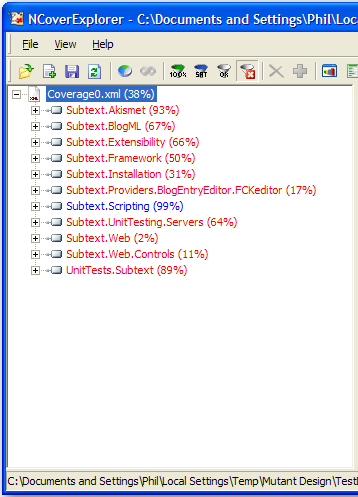 NCoverExplorer - C:\Documents and Settings\Phil\Loca
File View Help
100% SAT OK
Coverage0.xml (38%)
Subtext.Akismet (93%)
Subtext.BlogML (67%)
Subtext.Extensibility (66%)
Subtext.Framework (50%)
Subtext.Installation (31%)
Subtext.Providers.BlogEntryEditor.FCKeditor (17%)
Subtext.Scripting (99%)
Subtext.UnitTesting.Servers (64%)
Subtext.Web (2%)
Subtext.Web.Controls (11%)
UnitTests.Subtext (89%)
C:\Documents and Settings\Phil\Local Settings\Temp\Mutant Design\Testi